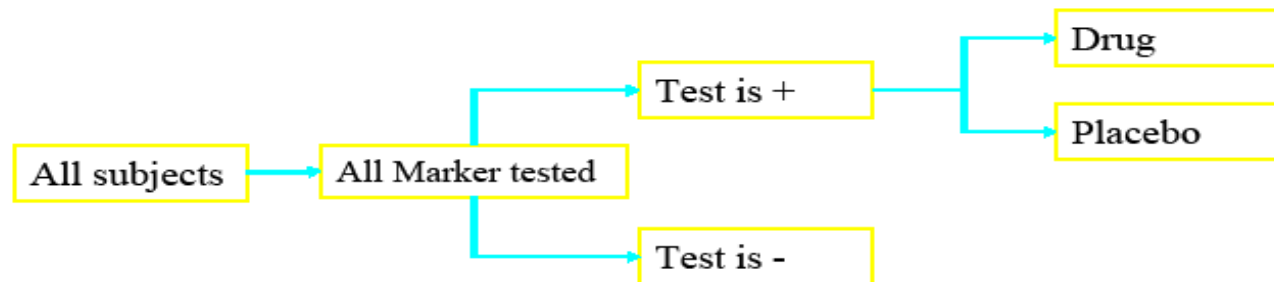 Drug
Test is +
Placebo
All subjects
All Marker tested
Test is -